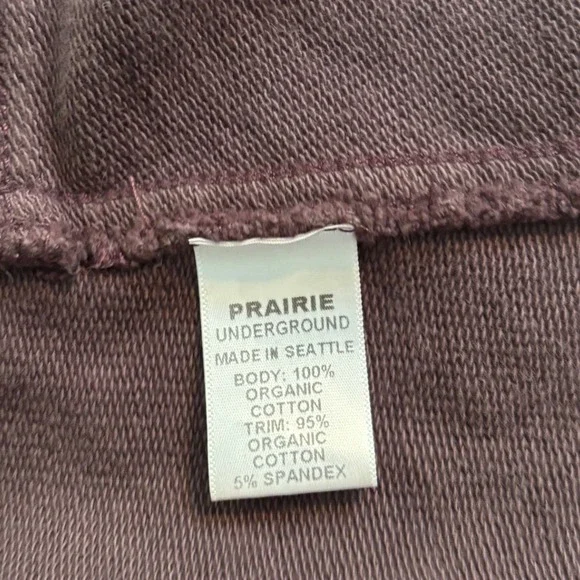 PRAIRIE
UNDERGROUND
MADE IN SEATTLE
BODY: 100%
ORGANIC
COTTON
TRIM: 95%
ORGANIC
COTTON
5% SPANDEX